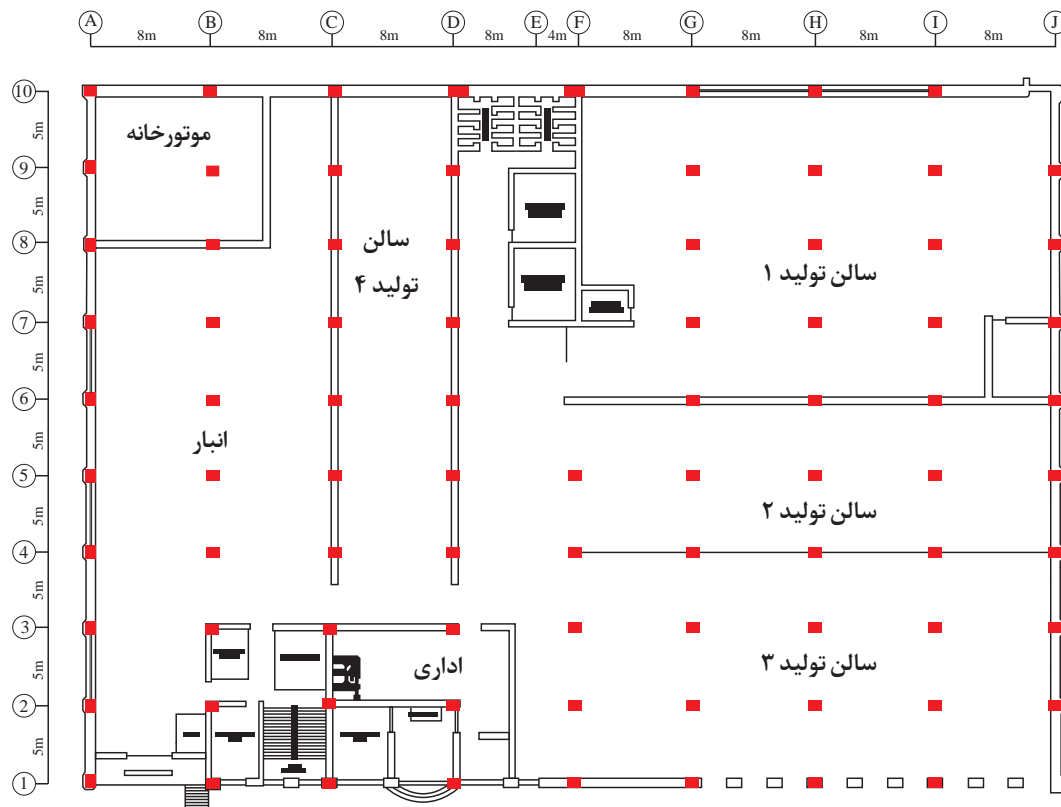 A B C D E F G H I J
8m 8m 8m 8m 4m 8m 8m 8m 8m
10
5m
9
5m
8
5m
7
5m
6
5m
5
5m
4
5m
3
5m
2
5m
1
موتورخانه
سالن
تولید ۴
سالن تولید ۱
انبار
سالن تولید ۲
اداری
سالن تولید ۳